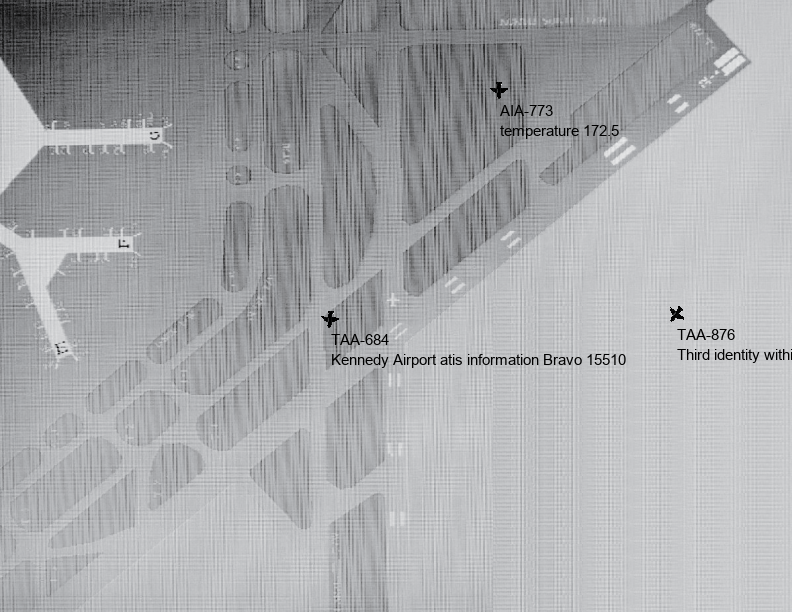 AIA-773
temperature 172.5
TAA-684
Kennedy Airport atis information Bravo 15510
TAA-876
Third identity withi